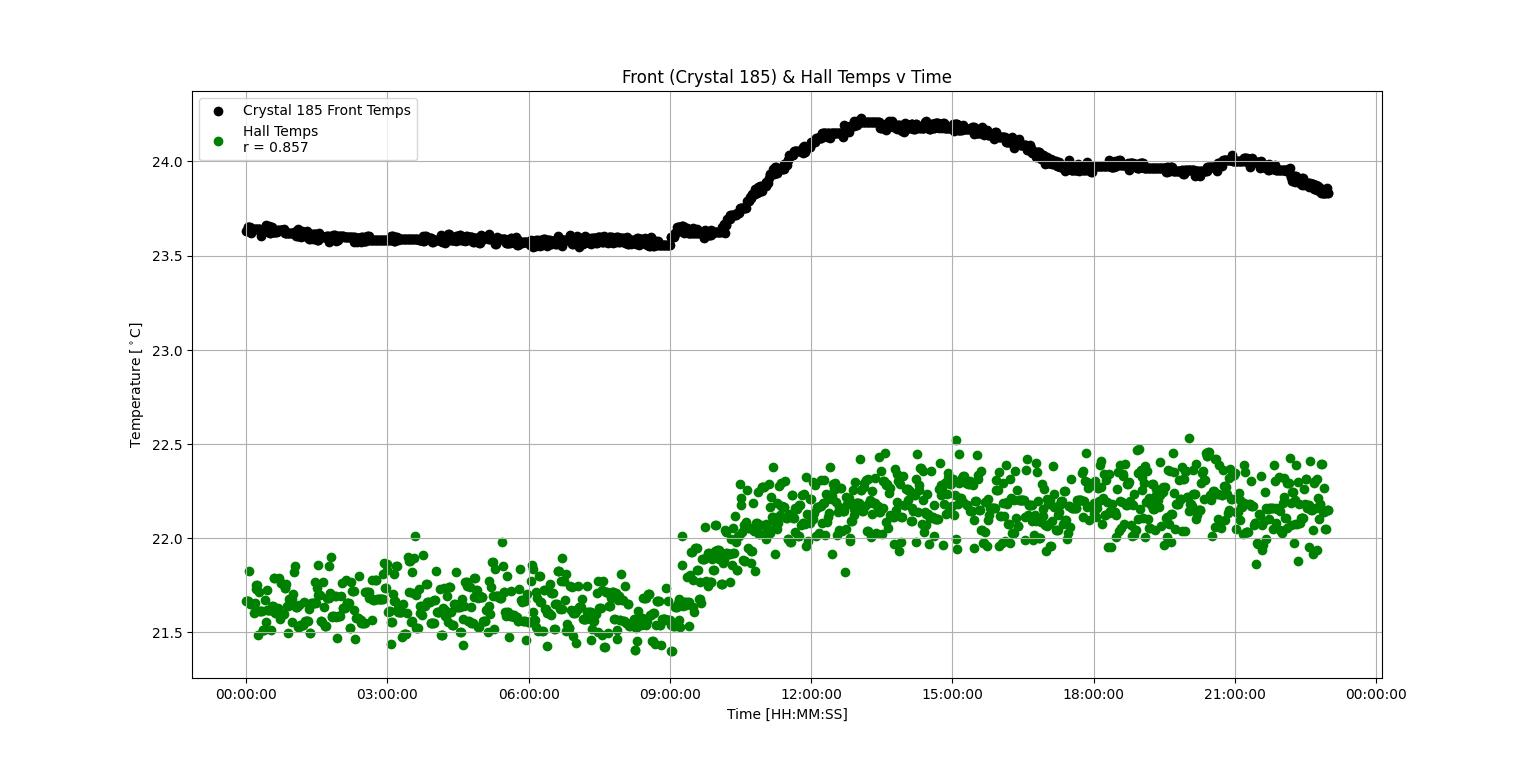 Front (Crystal 185) & Hall Temps v Time
Crystal 185 Front Temps
Hall Temps
r = 0.857
Temperature [°C]
24.0
23.5
23.0
22.5
22.0
21.5
00:00:00 03:00:00 06:00:00 09:00:00 12:00:00 15:00:00 18:00:00 21:00:00 00:00:00
Time [HH:MM:SS]